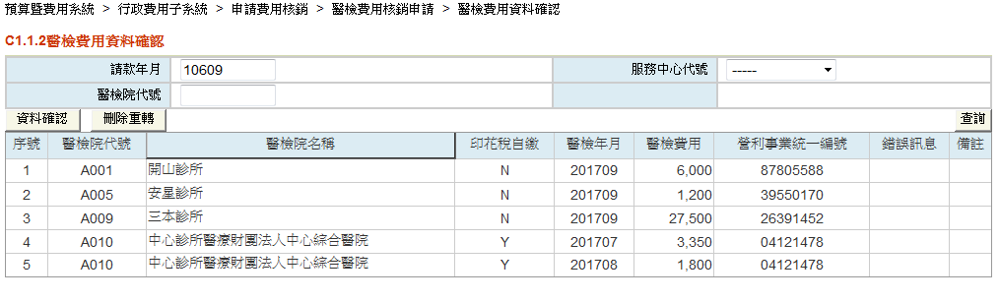 預算暨費用系統 > 行政費用子系統 > 申請費用核銷 > 醫檢費用核銷申請 > 醫檢費用資料確認
C1.1.2醫檢費用資料確認
請款年月 10609 服務中心代號 -----
醫檢院代號
資料確認 刪除重轉 查詢
序號 醫檢院代號 醫檢院名稱 印花稅自繳 醫檢年月 醫檢費用 營利事業統一編號 錯誤訊息 備註
1 A001 開山診所 N 201709 6,000 87805588
2 A005 安星診所 N 201709 1,200 39550170
3 A009 三本診所 N 201709 27,500 26391452
4 A010 中心診所醫療財團法人中心綜合醫院 Y 201707 3,350 04121478
5 A010 中心診所醫療財團法人中心綜合醫院 Y 201708 1,800 04121478